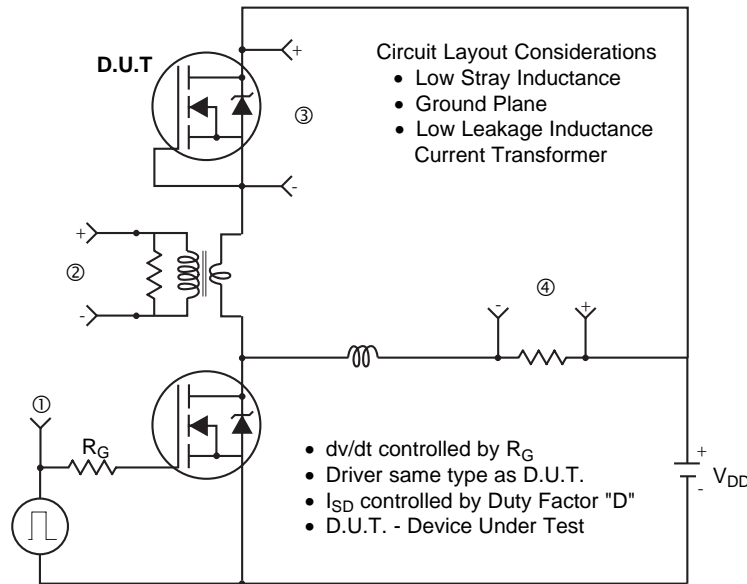 D.U.T
+
-
③
Circuit Layout Considerations
• Low Stray Inductance
• Ground Plane
• Low Leakage Inductance
Current Transformer
+
②
-
-
④
+
①
R_G
• dv/dt controlled by R_G
• Driver same type as D.U.T.
• I_SD controlled by Duty Factor "D"
• D.U.T. - Device Under Test
+
V_DD
-